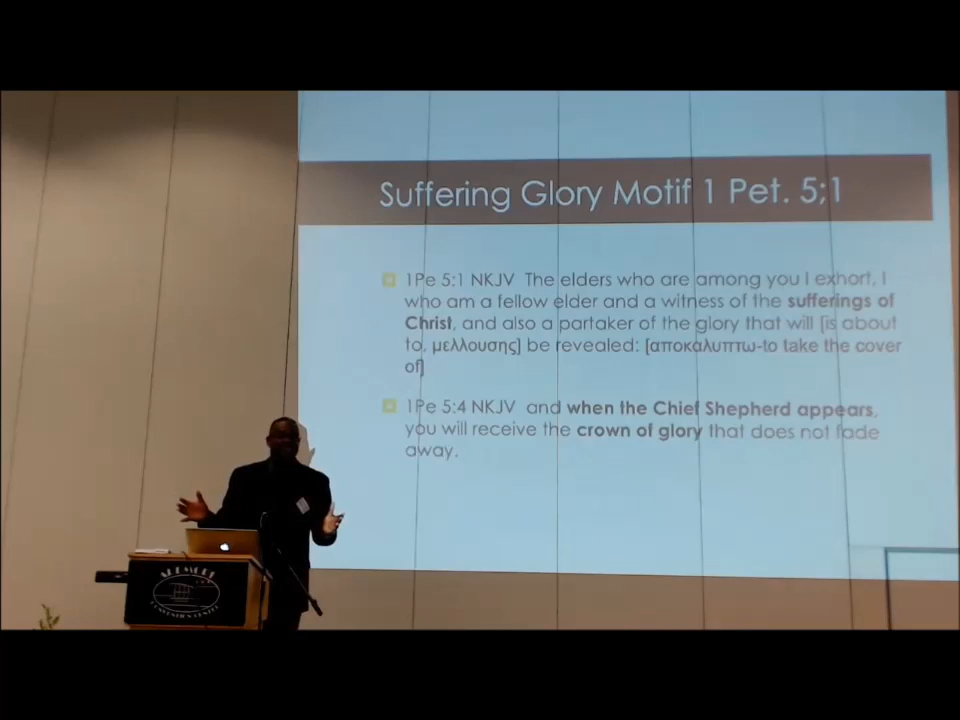 Suffering Glory Motif 1 Pet. 5;1
1Pe 5:1 NKJV The elders who are among you I exhort, I
who am a fellow elder and a witness of the sufferings of
Christ, and also a partaker of the glory that will [is about
to, μελλουσης] be revealed: [αποκαλυπτω-to take the cover
of]
1Pe 5:4 NKJV and when the Chief Shepherd appears,
you will receive the crown of glory that does not fade
away.
ARDMORE
CONVENTION CENTER